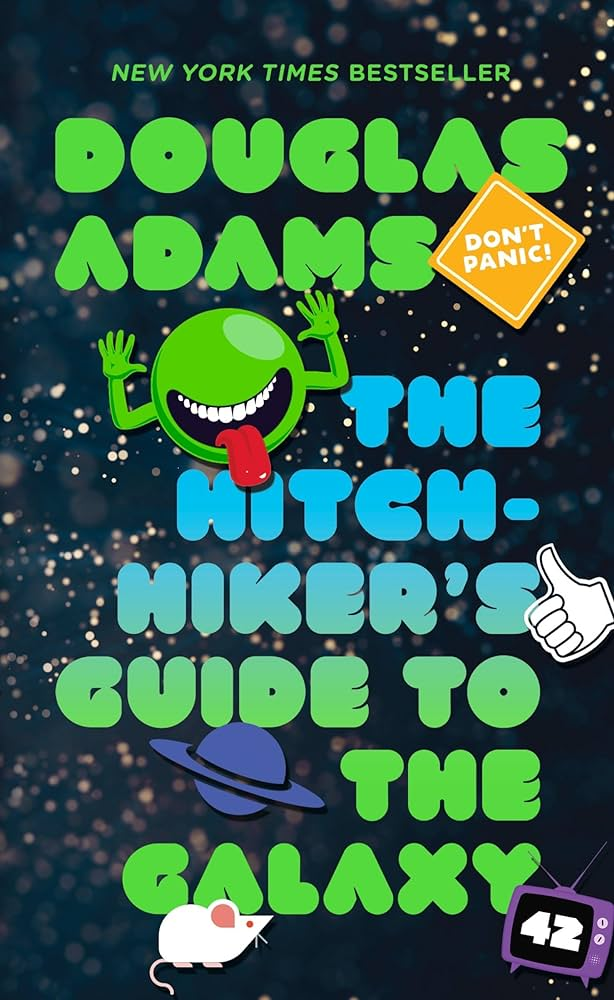 NEW YORK TIMES BESTSELLER
DOUGLAS
ADAMS
DON'T
PANIC!
THE
HITCH-
HIKER'S
GUIDE TO
THE
GALAXY
42